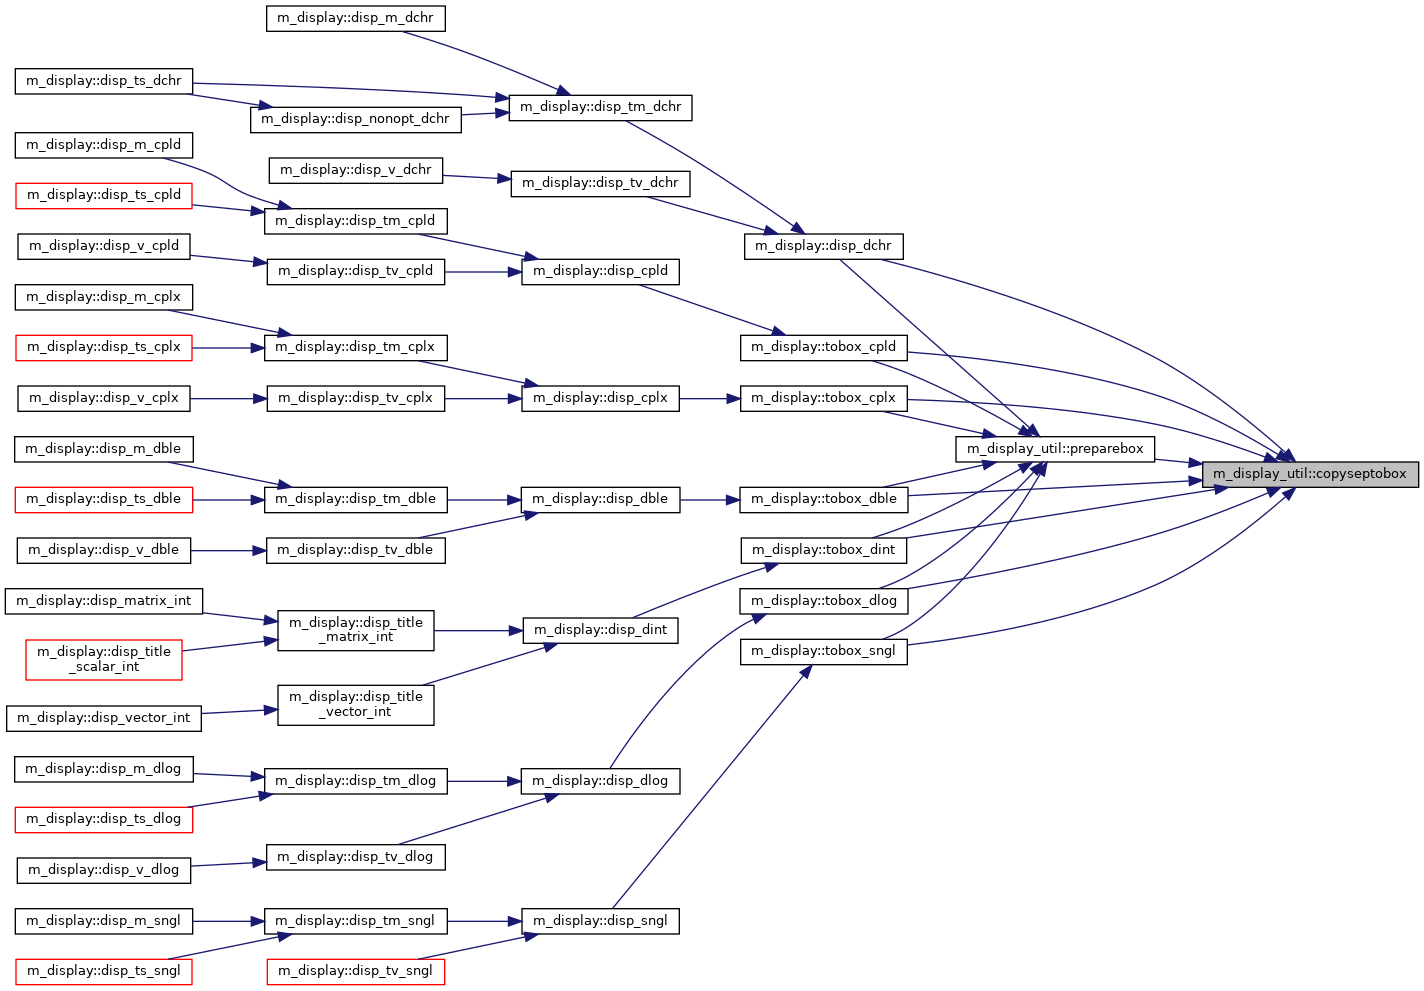 m_display::disp_m_dchr
m_display::disp_ts_dchr
m_display::disp_tm_dchr
m_display::disp_nonopt_dchr
m_display::disp_m_cpld
m_display::disp_v_dchr
m_display::disp_tv_dchr
m_display::disp_ts_cpld
m_display::disp_tm_cpld
m_display::disp_v_cpld
m_display::disp_dchr
m_display::disp_tv_cpld
m_display::disp_cpld
m_display::disp_m_cplx
m_display::disp_ts_cplx
m_display::disp_tm_cplx
m_display::tobox_cpld
m_display::disp_v_cplx
m_display::disp_tv_cplx
m_display::disp_cplx
m_display::tobox_cplx
m_display::disp_m_dble
m_display_util::preparebox
m_display_util::copyseptobox
m_display::disp_ts_dble
m_display::disp_tm_dble
m_display::disp_dble
m_display::tobox_dble
m_display::disp_v_dble
m_display::disp_tv_dble
m_display::tobox_dint
m_display::disp_matrix_int
m_display::tobox_dlog
m_display::disp_title
_matrix_int
m_display::disp_dint
m_display::disp_title
_scalar_int
m_display::tobox_sngl
m_display::disp_title
_vector_int
m_display::disp_vector_int
m_display::disp_m_dlog
m_display::disp_tm_dlog
m_display::disp_dlog
m_display::disp_ts_dlog
m_display::disp_tv_dlog
m_display::disp_v_dlog
m_display::disp_m_sngl
m_display::disp_tm_sngl
m_display::disp_sngl
m_display::disp_ts_sngl
m_display::disp_tv_sngl